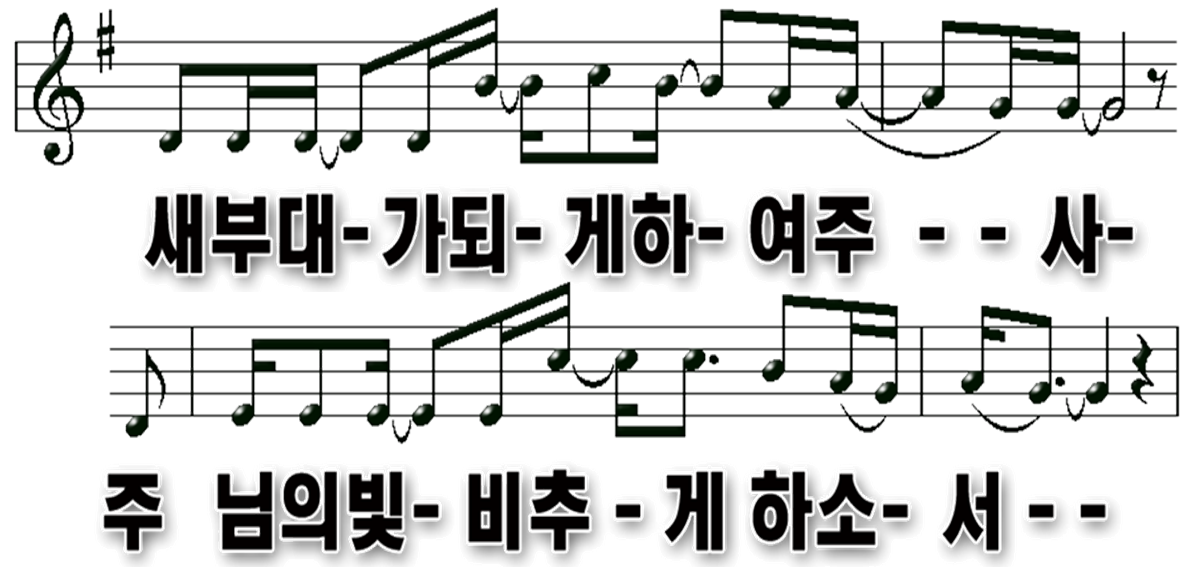 새부대- 가되- 게하- 여주 - - 사-
주 님의빛- 비추 - 게 하소- 서 - -